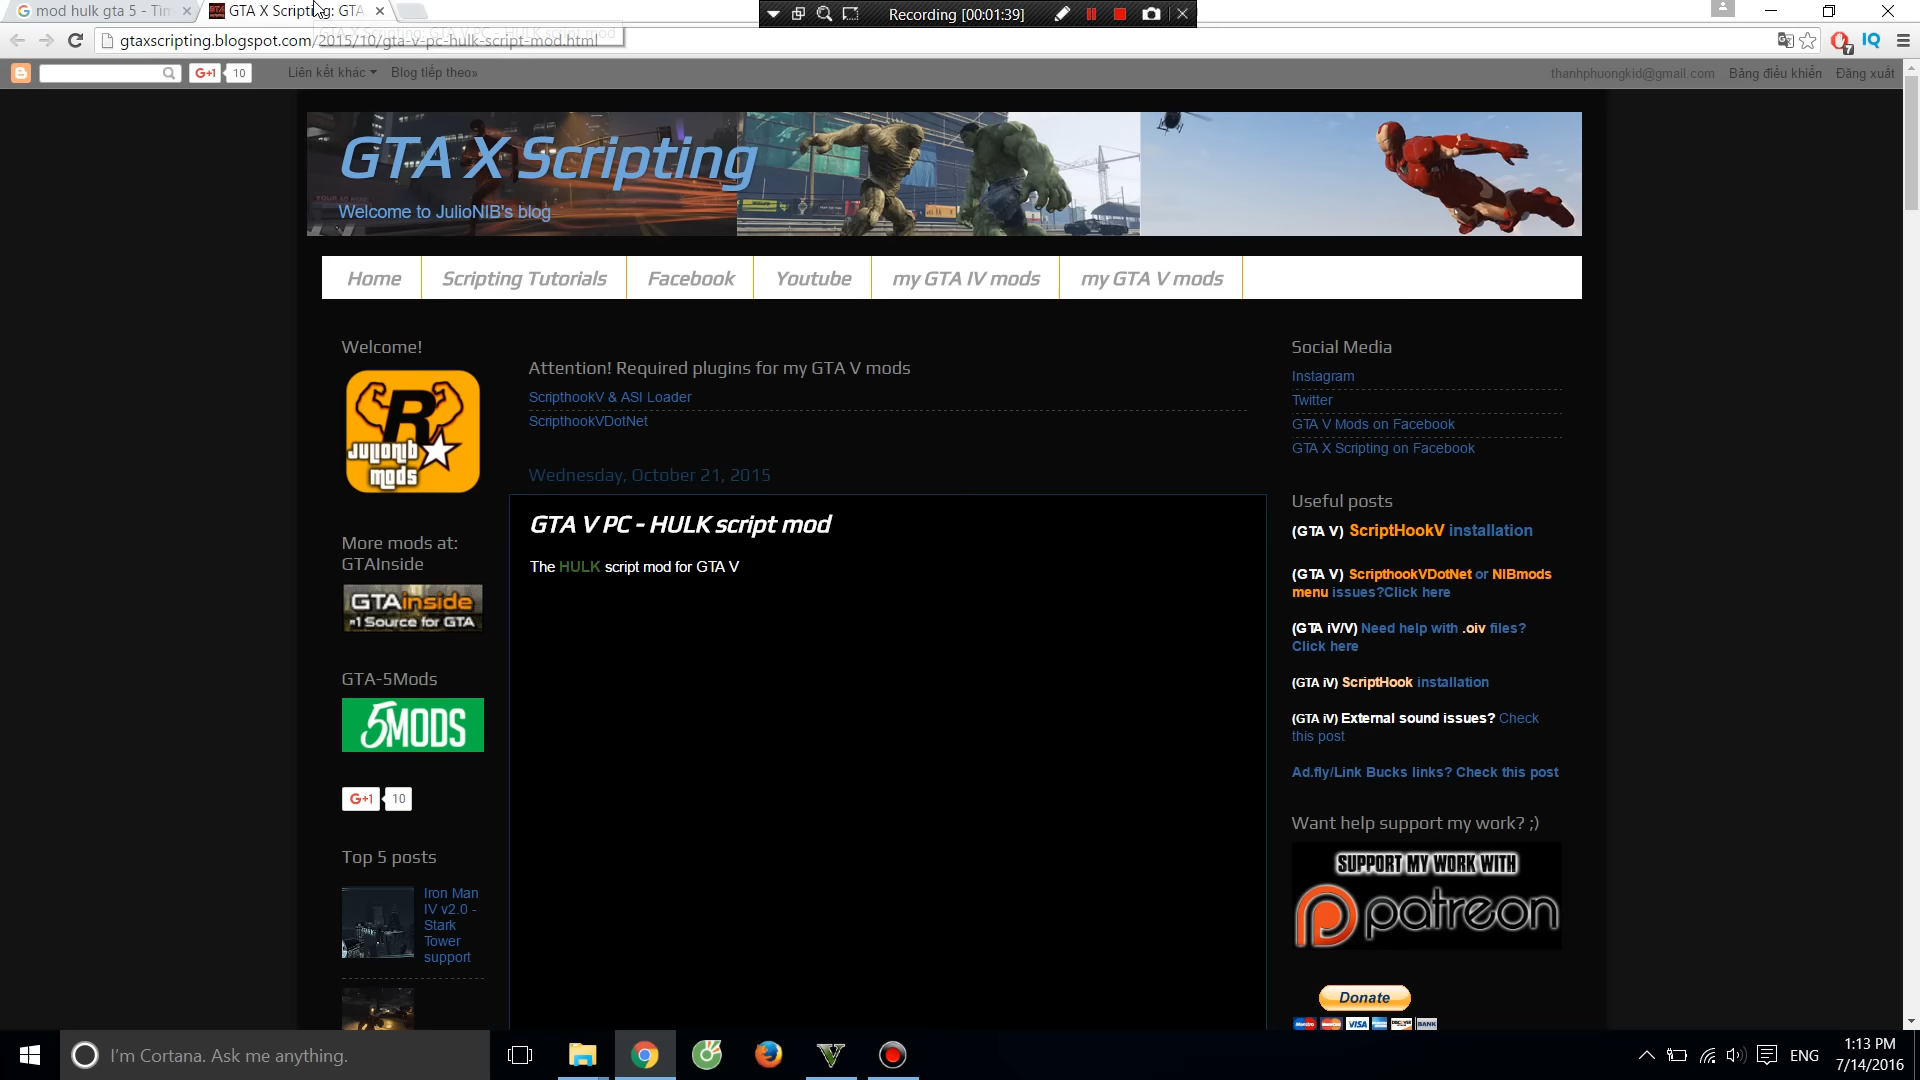 mod hulk gta 5 - Tìm
GTA X Scripting: GTA
Recording [00:01:39]
gtaxscripting.blogspot.com/2015/10/gta-v-pc-hulk-script-mod.html
7
IQ
G+1
10
Liên kết khác
Blog tiếp theo»
thanhphuongkid@gmail.com
Bảng điều khiển
Đăng xuất
GTA X Scripting
Welcome to JulioNIB's blog
Home
Scripting Tutorials
Facebook
Youtube
my GTA IV mods
my GTA V mods
Welcome!
R
Julionib
mods
More mods at:
GTAInside
GTAinside
#1 Source for GTA
GTA-5Mods
5MODS
G+1
10
Top 5 posts
Iron Man
IV v2.0 -
Stark
Tower
support
Attention! Required plugins for my GTA V mods
ScripthookV & ASI Loader
ScripthookVDotNet
Wednesday, October 21, 2015
GTA V PC - HULK script mod
The HULK script mod for GTA V
Social Media
Instagram
Twitter
GTA V Mods on Facebook
GTA X Scripting on Facebook
Useful posts
(GTA V) ScriptHookV installation
(GTA V) ScripthookVDotNet or NIBmods
menu issues?Click here
(GTA iV/V) Need help with .oiv files?
Click here
(GTA iV) ScriptHook installation
(GTA iV) External sound issues? Check
this post
Ad.fly/Link Bucks links? Check this post
Want help support my work? ;)
SUPPORT MY WORK WITH
patreon
Donate
VISA
BANK
I'm Cortana. Ask me anything.
ENG
1:13 PM
7/14/2016